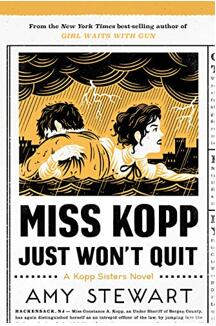 From the New York Times best-selling author of
GIRL WAITS WITH GUN
MISS KOPP
JUST WON'T QUIT
A Kopp Sisters Novel
AMY STEWART
HACKENSACK, NJ — Miss Constance A. Kopp, an Under Sheriff of Bergen County,
has again distinguished herself as an intrepid officer of the law, by jumping